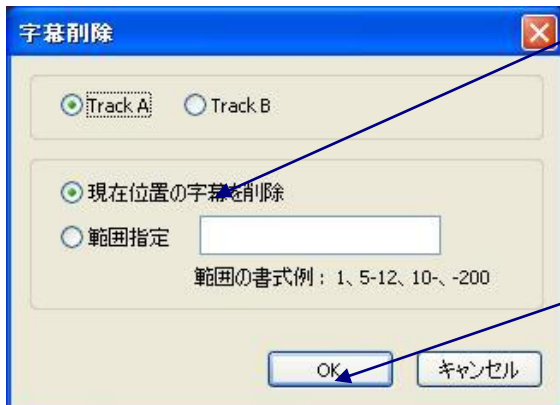 字幕削除
Track A Track B
現在位置の字幕を削除
範囲指定
範囲の書式例：1、5-12、10-、-200
OK キャンセル